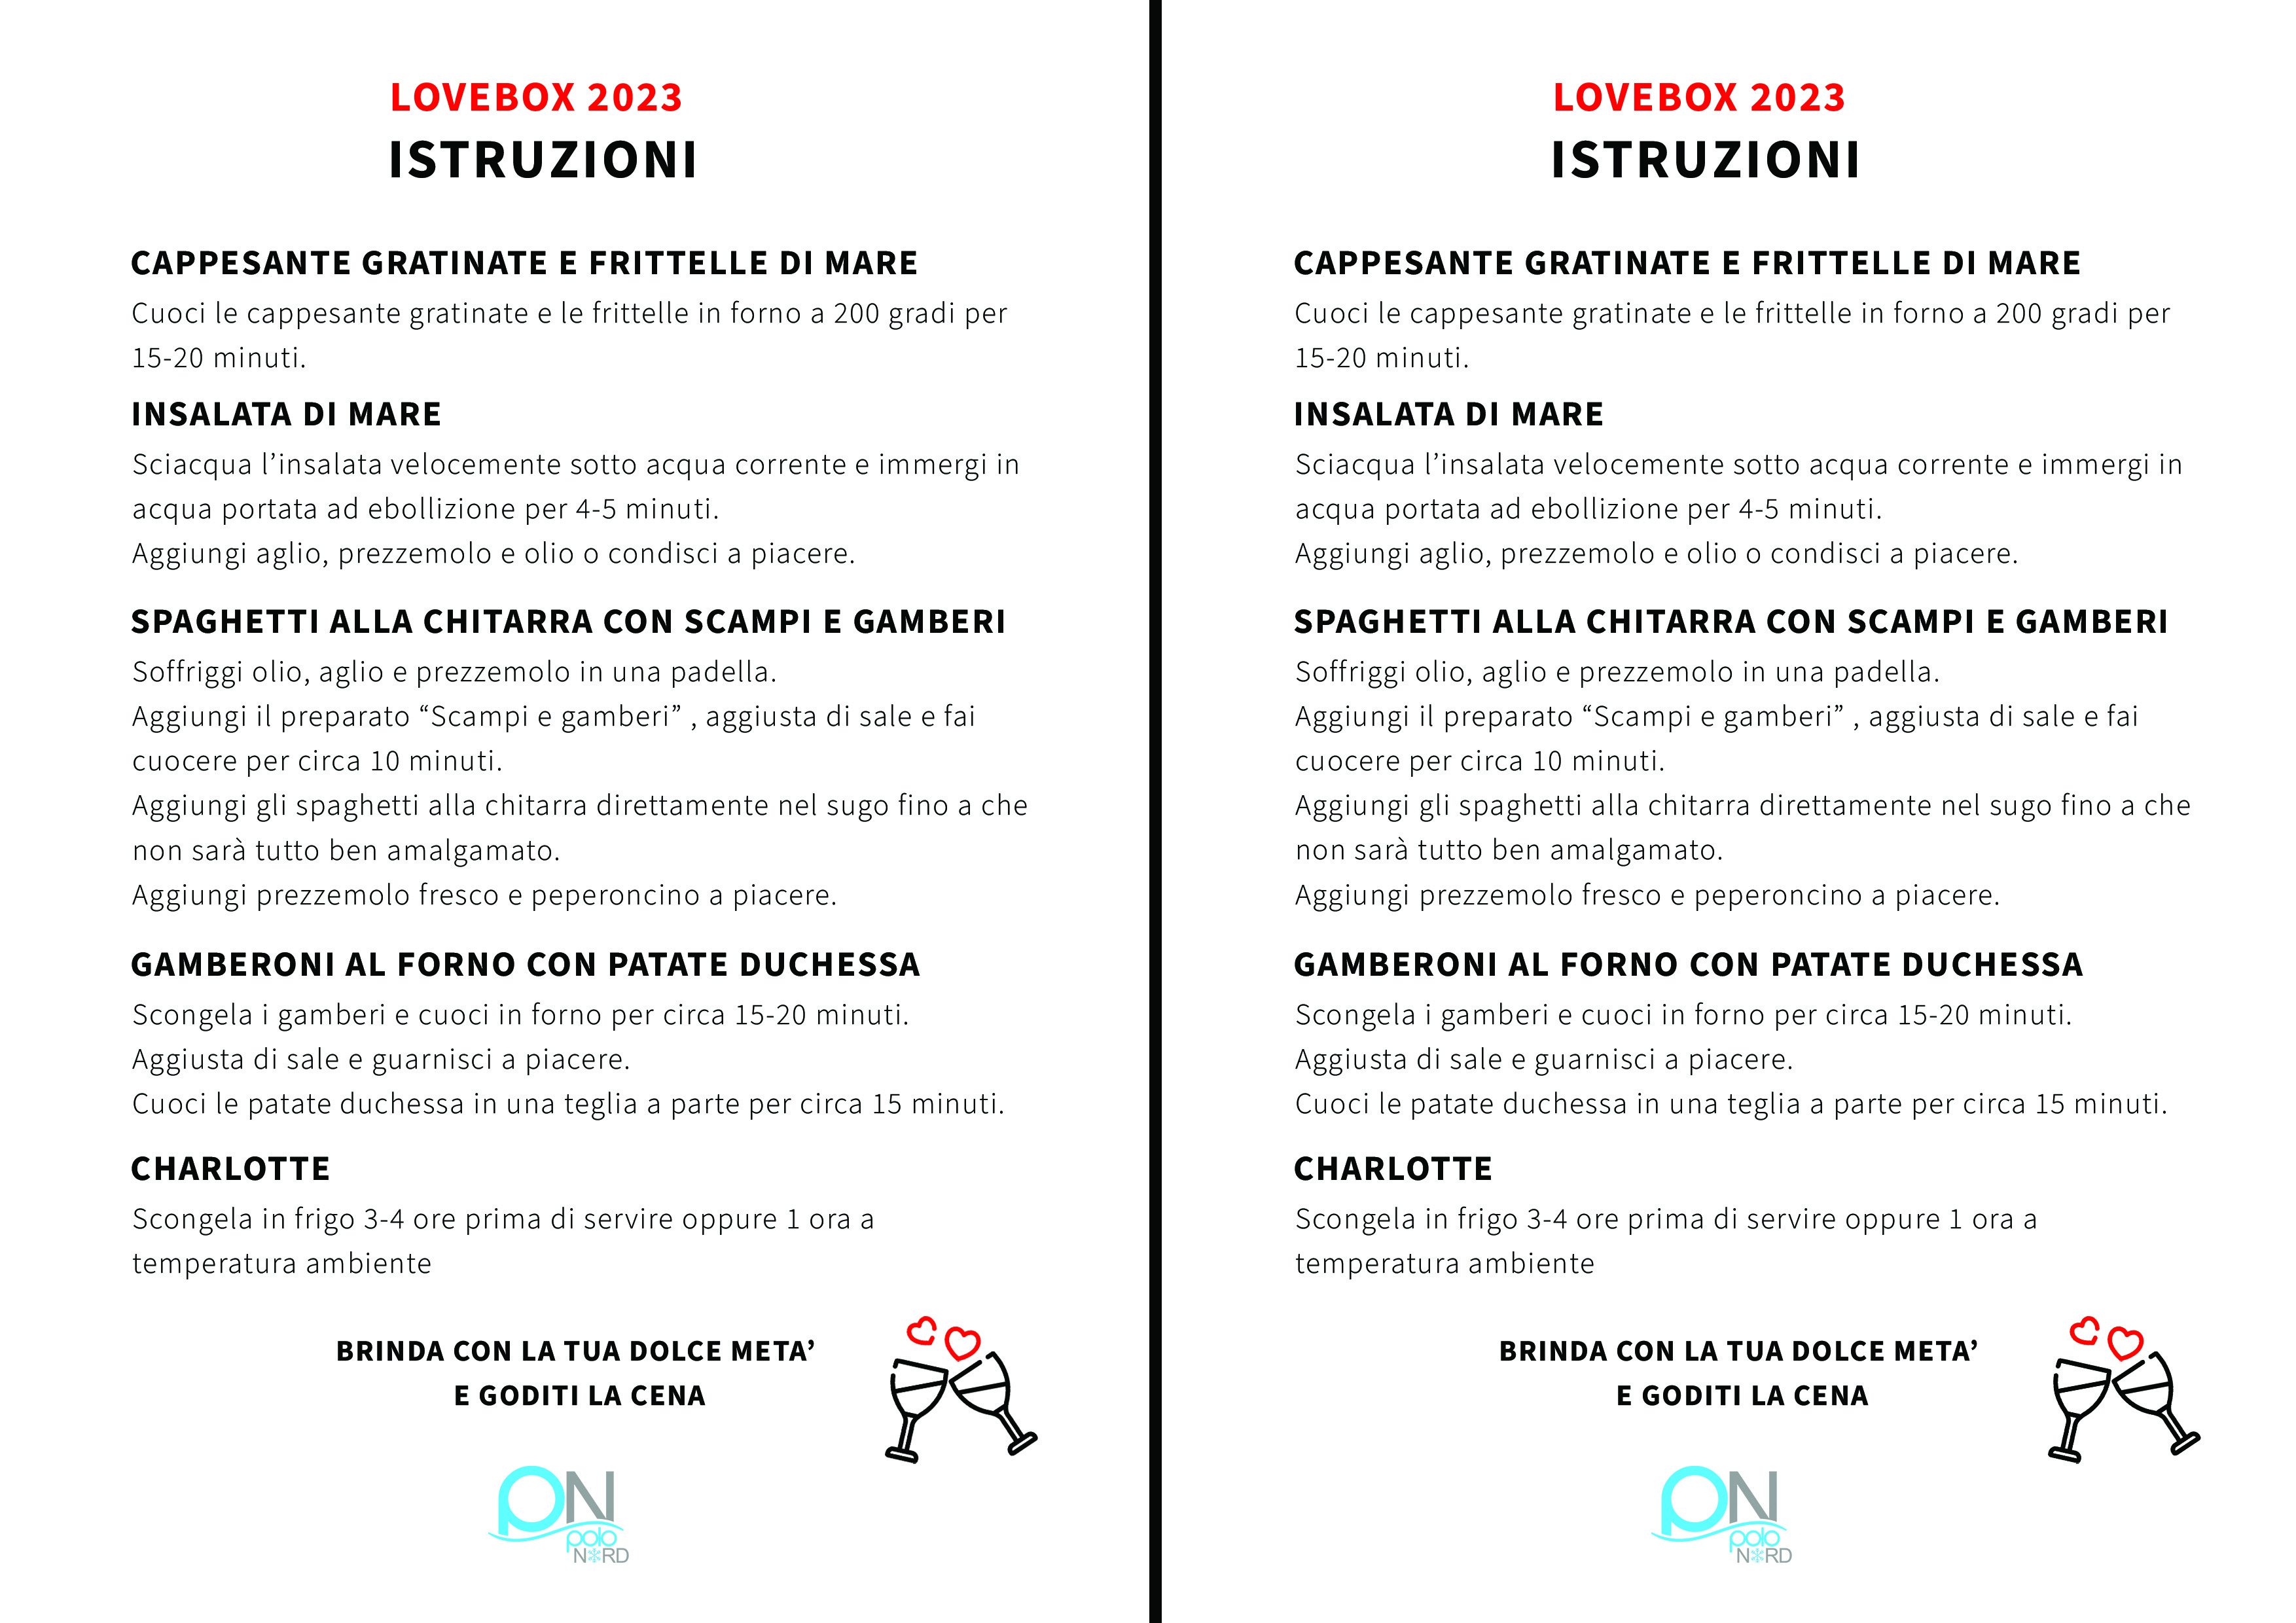 LOVEBOX 2023
ISTRUZIONI
CAPPESANTE GRATINATE E FRITTELLE DI MARE
Cuoci le cappesante gratinate e le frittelle in forno a 200 gradi per
15-20 minuti.
INSALATA DI MARE
Sciacqua l’insalata velocemente sotto acqua corrente e immergi in
acqua portata ad ebollizione per 4-5 minuti.
Aggiungi aglio, prezzemolo e olio o condisci a piacere.
SPAGHETTI ALLA CHITARRA CON SCAMPI E GAMBERI
Soffriggi olio, aglio e prezzemolo in una padella.
Aggiungi il preparato “Scampi e gamberi” , aggiusta di sale e fai
cuocere per circa 10 minuti.
Aggiungi gli spaghetti alla chitarra direttamente nel sugo fino a che
non sarà tutto ben amalgamato.
Aggiungi prezzemolo fresco e peperoncino a piacere.
GAMBERONI AL FORNO CON PATATE DUCHESSA
Scongela i gamberi e cuoci in forno per circa 15-20 minuti.
Aggiusta di sale e guarnisci a piacere.
Cuoci le patate duchessa in una teglia a parte per circa 15 minuti.
CHARLOTTE
Scongela in frigo 3-4 ore prima di servire oppure 1 ora a
temperatura ambiente
BRINDA CON LA TUA DOLCE META’
E GODITI LA CENA
PN
polo
NORD
LOVEBOX 2023
ISTRUZIONI
CAPPESANTE GRATINATE E FRITTELLE DI MARE
Cuoci le cappesante gratinate e le frittelle in forno a 200 gradi per
15-20 minuti.
INSALATA DI MARE
Sciacqua l’insalata velocemente sotto acqua corrente e immergi in
acqua portata ad ebollizione per 4-5 minuti.
Aggiungi aglio, prezzemolo e olio o condisci a piacere.
SPAGHETTI ALLA CHITARRA CON SCAMPI E GAMBERI
Soffriggi olio, aglio e prezzemolo in una padella.
Aggiungi il preparato “Scampi e gamberi” , aggiusta di sale e fai
cuocere per circa 10 minuti.
Aggiungi gli spaghetti alla chitarra direttamente nel sugo fino a che
non sarà tutto ben amalgamato.
Aggiungi prezzemolo fresco e peperoncino a piacere.
GAMBERONI AL FORNO CON PATATE DUCHESSA
Scongela i gamberi e cuoci in forno per circa 15-20 minuti.
Aggiusta di sale e guarnisci a piacere.
Cuoci le patate duchessa in una teglia a parte per circa 15 minuti.
CHARLOTTE
Scongela in frigo 3-4 ore prima di servire oppure 1 ora a
temperatura ambiente
BRINDA CON LA TUA DOLCE META’
E GODITI LA CENA
PN
polo
NORD